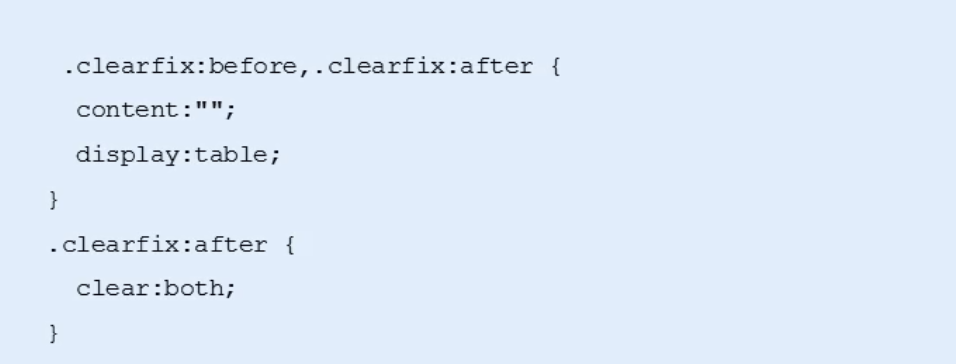 .clearfix:before,.clearfix:after {
content:"";
display:table;
}
.clearfix:after {
clear:both;
}